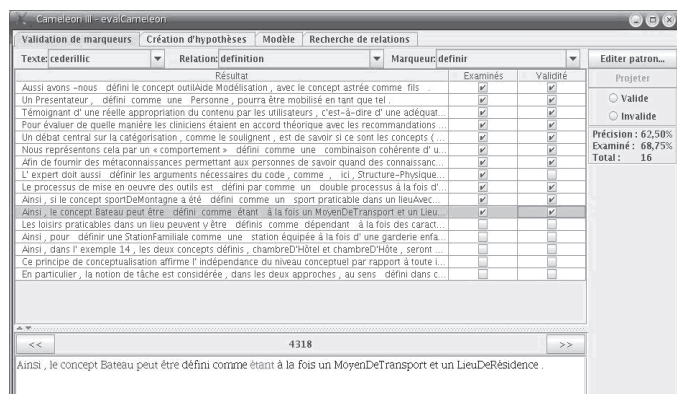 Cameleon III - evalCameleon
Validation de marqueurs Création d'hypothèses Modèle Recherche de relations
Texte: cederillic Relation: definition Marqueur: definir Editer patron...
Résultat Examinés Validité Projeter
Aussi avons -nous défini le concept outilAide Modélisation , avec le concept astrée comme fils .
Un Presentateur , défini comme une Personne , pourra être mobilisé en tant que tel .
Témoignant d' une réelle appropriation du contenu par les utilisateurs , c'est-à-dire d' une adéquat...
Pour évaluer de quelle manière les cliniciens étaient en accord théorique avec les recommandations ...
Un débat central sur la catégorisation , comme le soulignent , est de savoir si ce sont les concepts ( ...
Nous représentons cela par un « comportement » défini comme une combinaison cohérente d' u...
Afin de fournir des métaconnaissances permettant aux personnes de savoir quand des connaissanc...
L' expert doit aussi définir les arguments nécessaires du code , comme , ici , Structure-Physique...
Le processus de mise en oeuvre des outils est défini par comme un double processus à la fois d'...
Ainsi , si le concept sportDeMontagne a été défini comme un sport praticable dans un lieuAvec...
Ainsi , le concept Bateau peut être défini comme étant à la fois un MoyenDeTransport et un Lieu...
Les loisirs praticables dans un lieu peuvent y être définis comme dépendant à la fois des caract...
Ainsi , pour définir une StationFamiliale comme une station équipée à la fois d' une garderie enfa...
Ainsi , dans l' exemple 14 , les deux concepts définis , chambreD'Hôtel et chambreD'Hôte , seront ...
Ce principe de conceptualisation affirme l' indépendance du niveau conceptuel par rapport à toute i...
En particulier , la notion de tâche est considérée , dans les deux approches , au sens défini dans c...
Valide
Invalide
Précision : 62,50%
Examiné : 68,75%
Total : 16
<< 4318 >>
Ainsi , le concept Bateau peut être défini comme étant à la fois un MoyenDeTransport et un LieuDeRésidence .